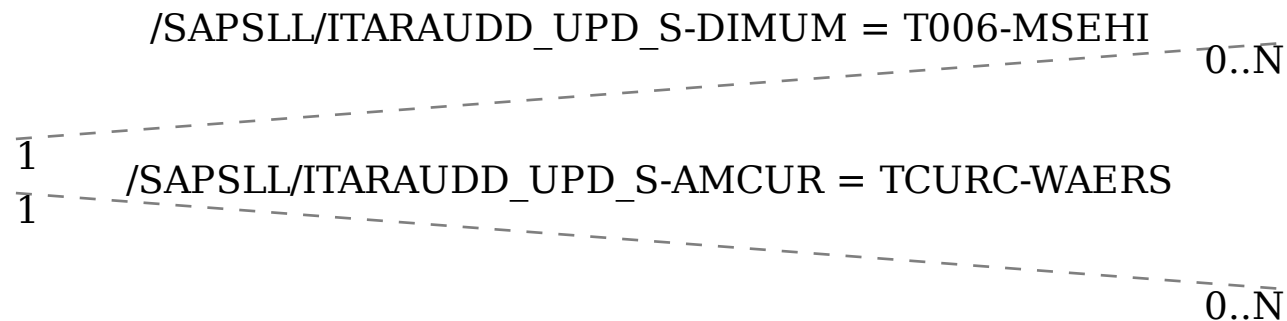 /SAPSLL/ITARAUDD_UPD_S-DIMUM = T006-MSEHI
0..N
1
/SAPSLL/ITARAUDD_UPD_S-AMCUR = TCURC-WAERS
1
0..N